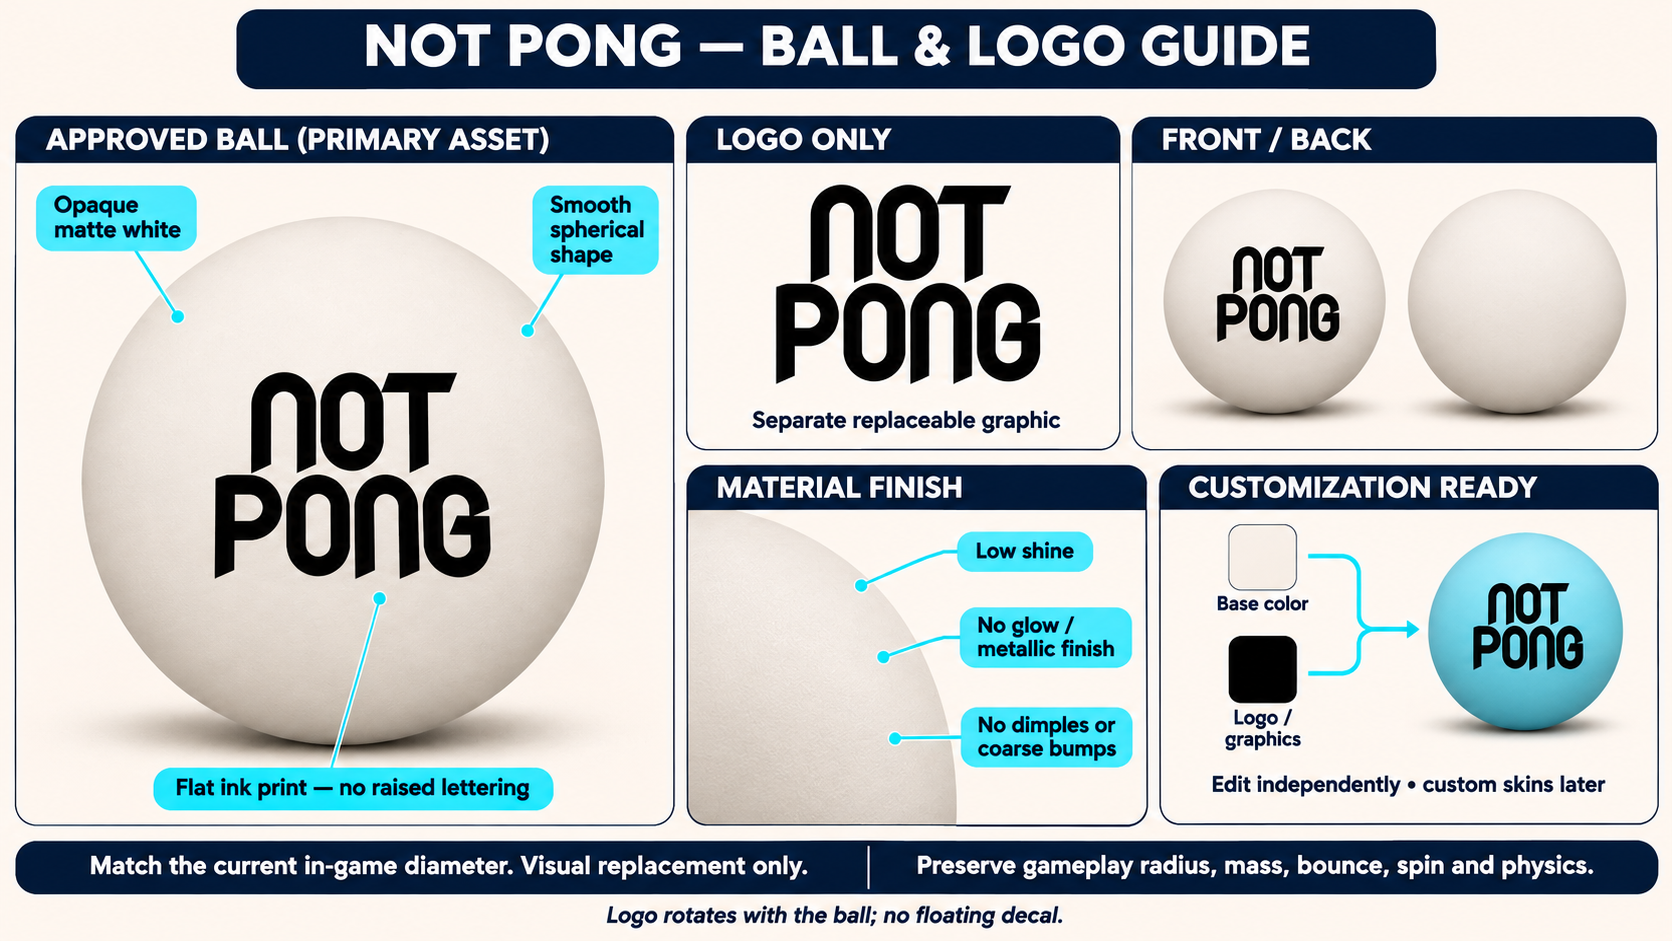 NOT PONG — BALL & LOGO GUIDE
APPROVED BALL (PRIMARY ASSET)
Opaque
matte white
Smooth
spherical
shape
NOT
PONG
Flat ink print — no raised lettering
LOGO ONLY
NOT
PONG
Separate replaceable graphic
FRONT / BACK
NOT
PONG
MATERIAL FINISH
Low shine
No glow /
metallic finish
No dimples or
coarse bumps
CUSTOMIZATION READY
Base color
Logo /
graphics
NOT
PONG
Edit independently • custom skins later
Match the current in-game diameter. Visual replacement only.
Preserve gameplay radius, mass, bounce, spin and physics.
Logo rotates with the ball; no floating decal.